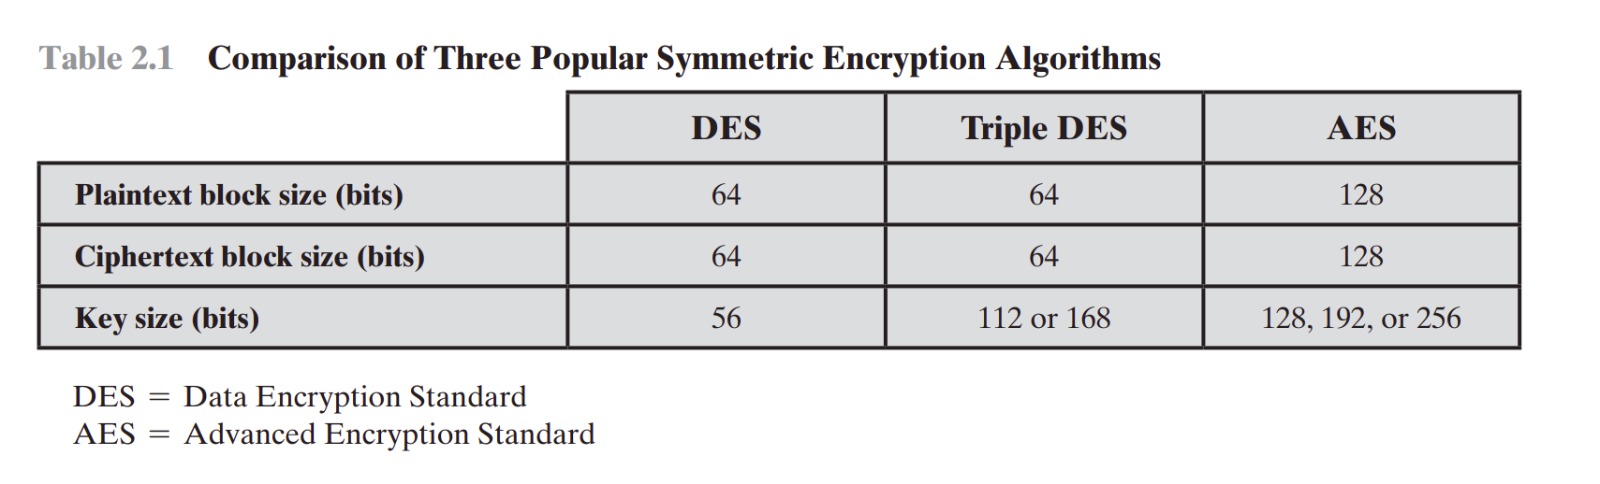 Table 2.1 Comparison of Three Popular Symmetric Encryption Algorithms
DES Triple DES AES
Plaintext block size (bits) 64 64 128
Ciphertext block size (bits) 64 64 128
Key size (bits) 56 112 or 168 128, 192, or 256
DES = Data Encryption Standard
AES = Advanced Encryption Standard